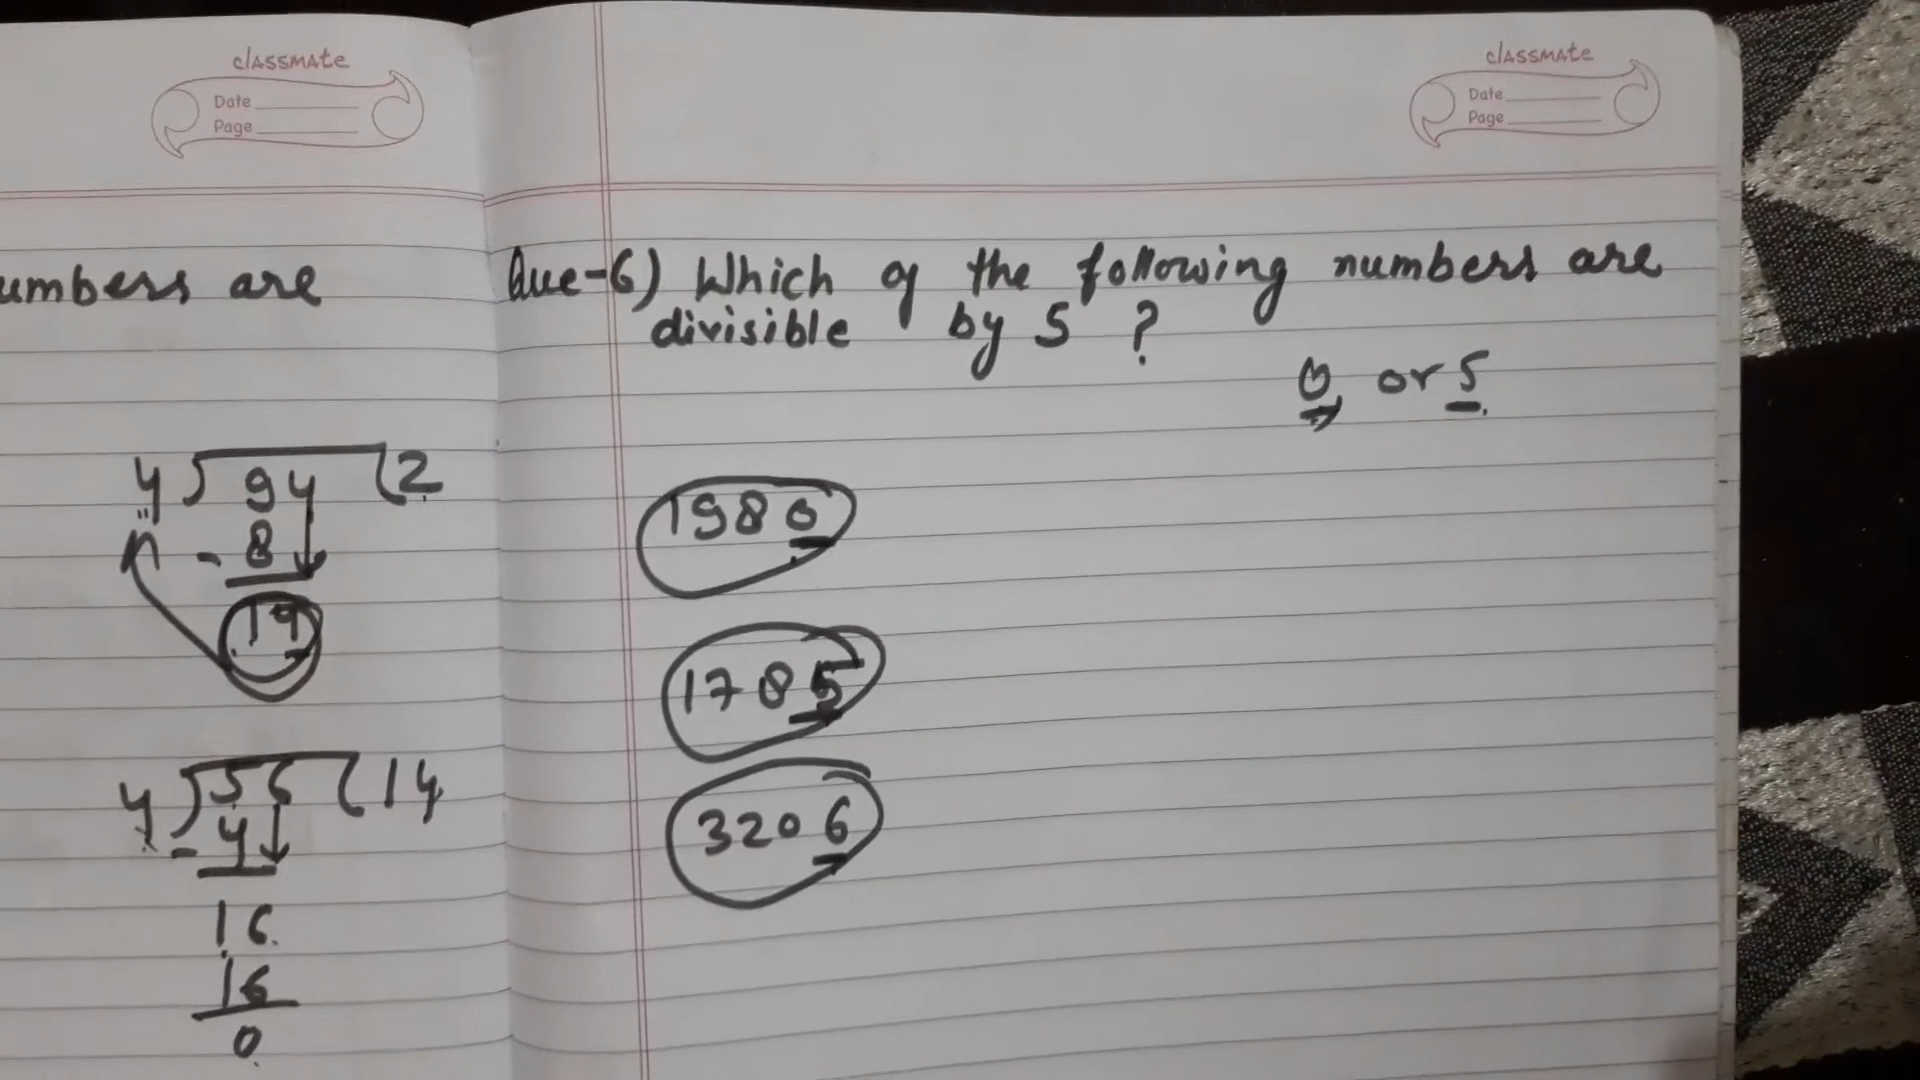 classmate
Date
Page
umbers are
4) 94 (2
- 8
14
4) 56 (14
- 4
16
16
0
classmate
Date
Page
Que-6) Which of the following numbers are
divisible by 5 ?
0, or 5
1980
1785
3206